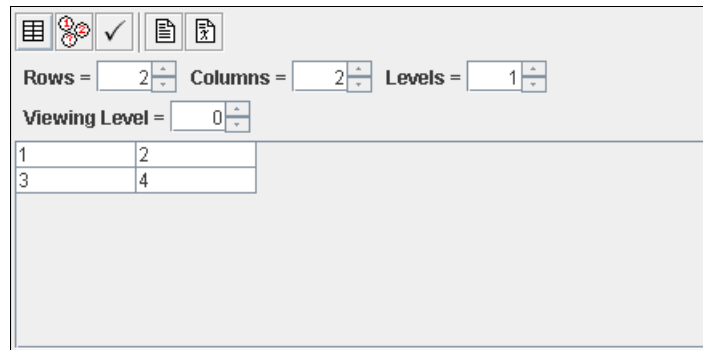 Rows = 2 Columns = 2 Levels = 1
Viewing Level = 0
1 2
3 4